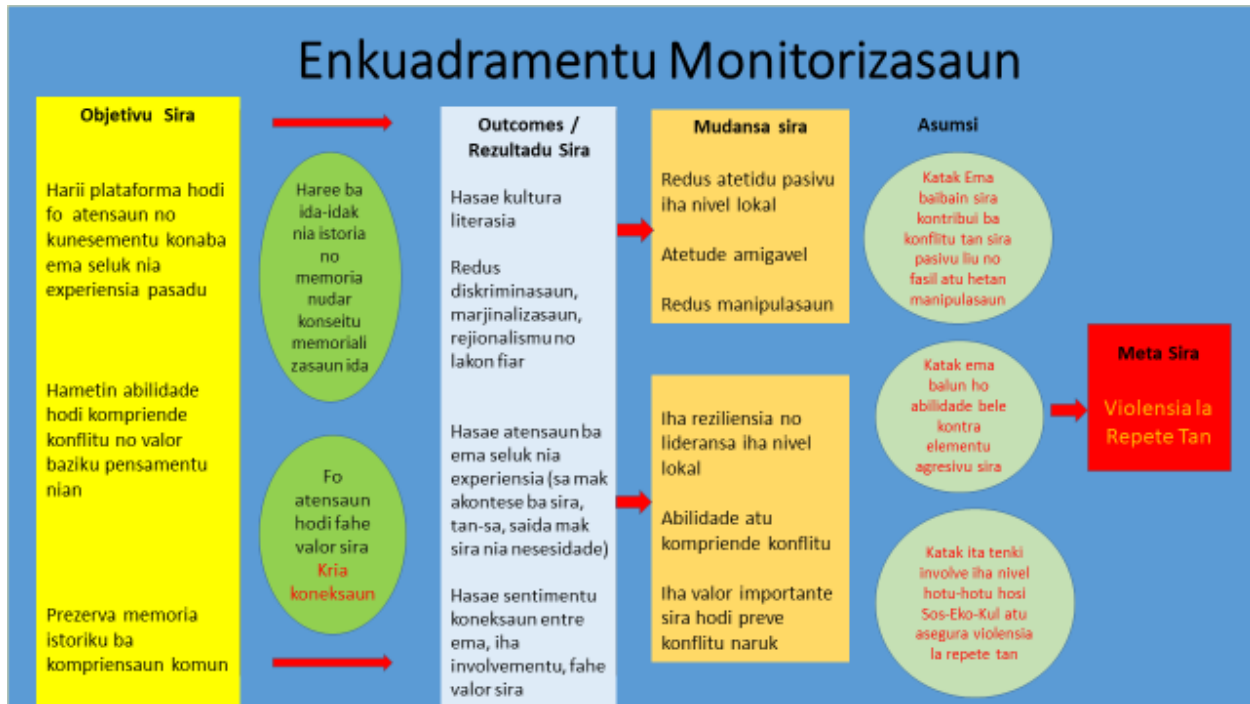 Enkuadramentu Monitorizasaun
Objetivu Sira
Harii plataforma hodi
fo atensaun no
kunesementu konaba
ema seluk nia
experiensia pasadu
Hametin abilidade
hodi kompriende
konflitu no valor
baziku pensamentu
nian
Prezerva memoria
istoriku ba
kompriensaun komun
Haree ba
ida-idak
nia istoria
no
memoria
nudar
konseitu
memoriali
zasaun ida
Fo
atensaun
hodi fahe
valor sira
Kria
koneksaun
Outcomes /
Rezultadu Sira
Hasae kultura
literasia
Redus
diskriminasaun,
marjinalizasaun,
rejionalismu no
lakon fiar
Hasae atensaun ba
ema seluk nia
experiensia (sa mak
akontese ba sira,
tan-sa, saida mak
sira nia nesesidade)
Hasae sentimentu
koneksaun entre
ema, iha
involvementu, fahe
valor sira
Mudansa sira
Redus atetidu pasivu
iha nivel lokal
Atetude amigavel
Redus manipulasaun
Iha reziliensia no
lideransa iha nivel
lokal
Abilidade atu
kompriende konflitu
Iha valor importante
sira hodi preve
konflitu naruk
Asumsi
Katak Ema
baibain sira
kontribui ba
konflitu tan sira
pasivu liu no
fasil atu hetan
manipulasaun
Katak ema
balun ho
abilidade bele
kontra
elementu
agresivu sira
Katak ita tenki
involve iha nivel
hotu-hotu hosi
Sos-Eko-Kul atu
asegura violensia
la repete tan
Meta Sira
Violensia la
Repete Tan